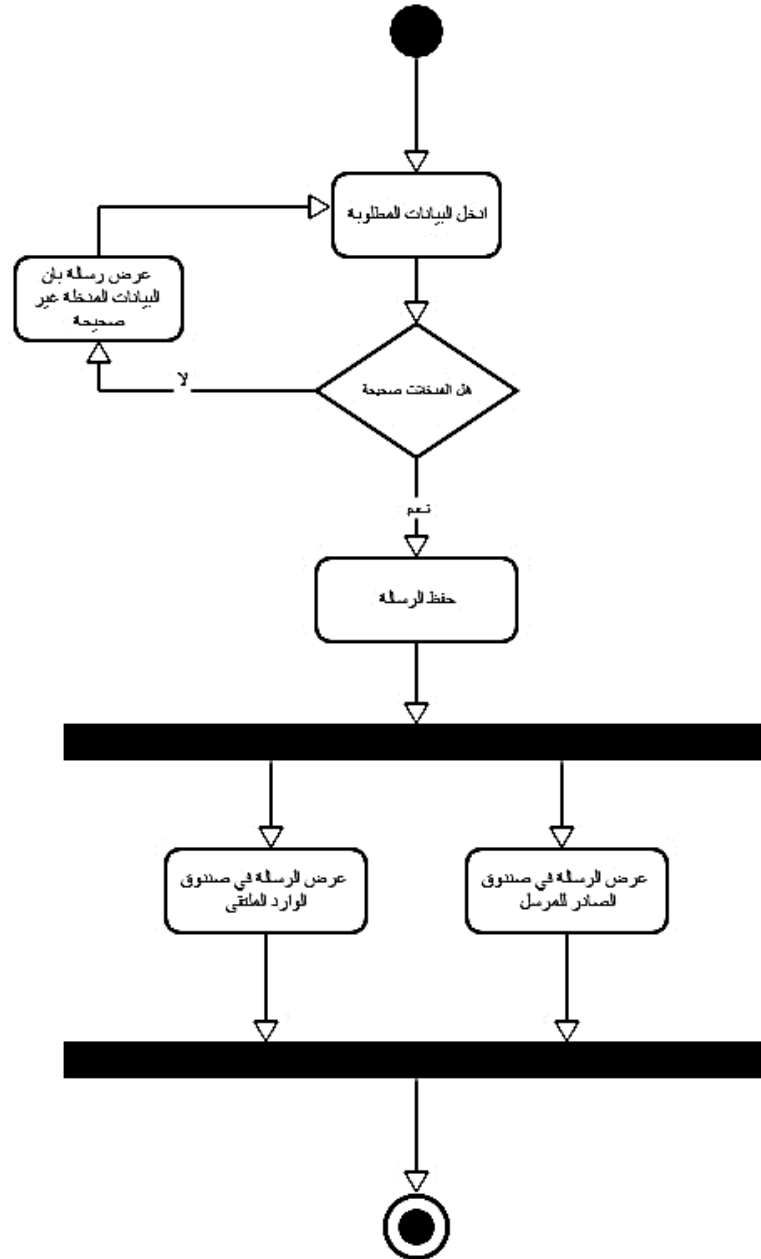 ادخل البيانات المطلوبة
عرض رسالة بان
البيانات المدخلة غير
صحيحة
هل المدخلات صحيحة
لا
نعم
حفظ الرسالة
عرض الرسالة في صندوق
الصادر للمرسل
عرض الرسالة في صندوق
الوارد الملتقى